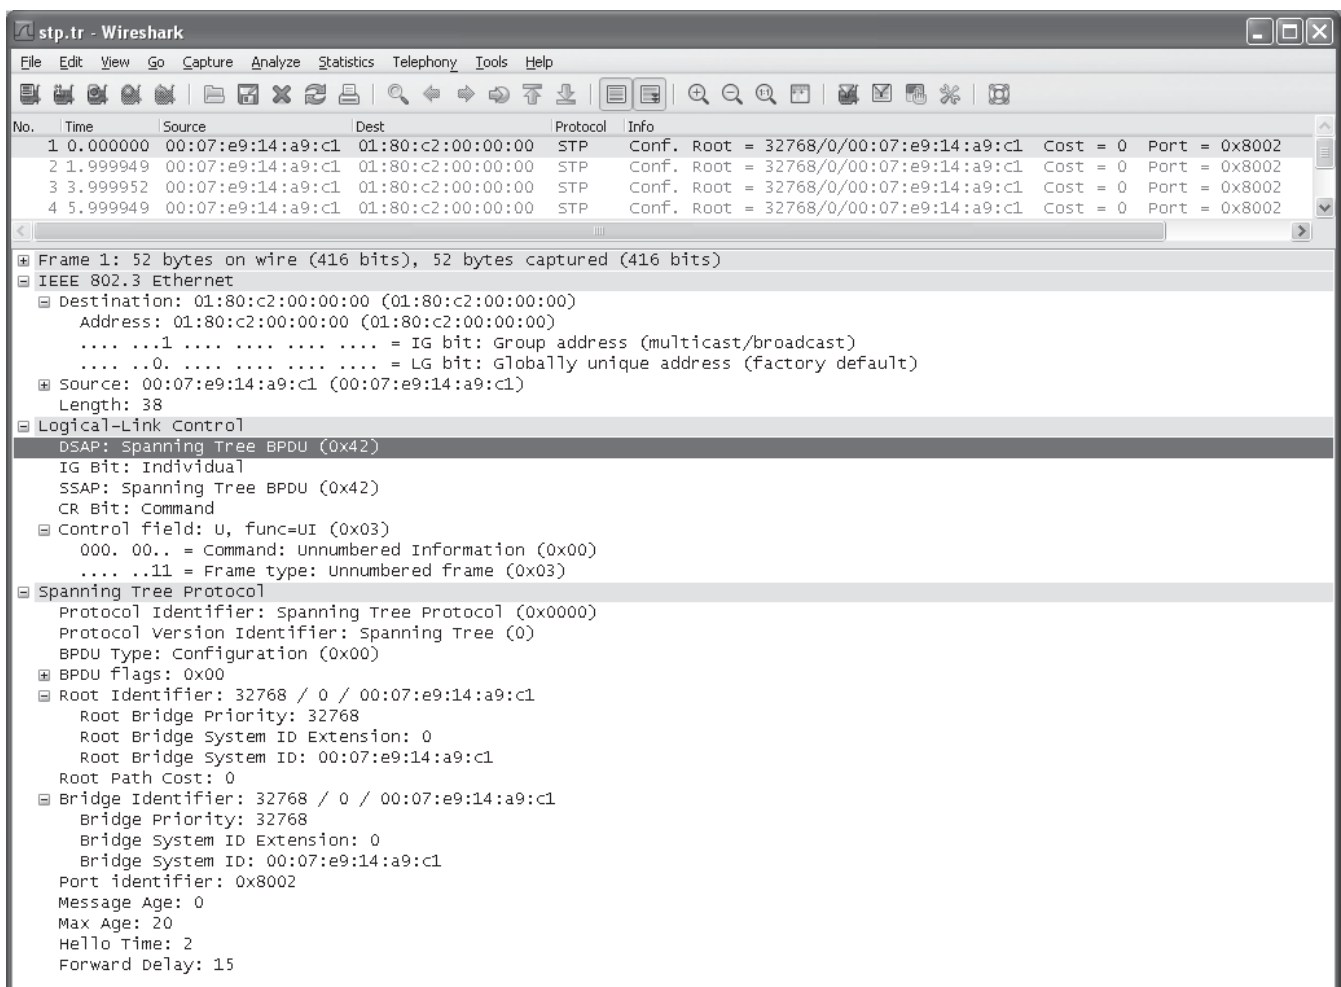 stp.tr - Wireshark
File Edit View Go Capture Analyze Statistics Telephony Tools Help
No. Time Source Dest Protocol Info
1 0.000000 00:07:e9:14:a9:c1 01:80:c2:00:00:00 STP Conf. Root = 32768/0/00:07:e9:14:a9:c1 Cost = 0 Port = 0x8002
2 1.999949 00:07:e9:14:a9:c1 01:80:c2:00:00:00 STP Conf. Root = 32768/0/00:07:e9:14:a9:c1 Cost = 0 Port = 0x8002
3 3.999952 00:07:e9:14:a9:c1 01:80:c2:00:00:00 STP Conf. Root = 32768/0/00:07:e9:14:a9:c1 Cost = 0 Port = 0x8002
4 5.999949 00:07:e9:14:a9:c1 01:80:c2:00:00:00 STP Conf. Root = 32768/0/00:07:e9:14:a9:c1 Cost = 0 Port = 0x8002
Frame 1: 52 bytes on wire (416 bits), 52 bytes captured (416 bits)
IEEE 802.3 Ethernet
Destination: 01:80:c2:00:00:00 (01:80:c2:00:00:00)
Address: 01:80:c2:00:00:00 (01:80:c2:00:00:00)
.... ...1 .... .... .... .... = IG bit: Group address (multicast/broadcast)
.... ..0. .... .... .... .... = LG bit: Globally unique address (factory default)
Source: 00:07:e9:14:a9:c1 (00:07:e9:14:a9:c1)
Length: 38
Logical-Link Control
DSAP: Spanning Tree BPDU (0x42)
IG Bit: Individual
SSAP: Spanning Tree BPDU (0x42)
CR Bit: Command
Control field: U, func=UI (0x03)
000. 00.. = Command: Unnumbered Information (0x00)
.... ..11 = Frame type: Unnumbered frame (0x03)
Spanning Tree Protocol
Protocol Identifier: Spanning Tree Protocol (0x0000)
Protocol Version Identifier: Spanning Tree (0)
BPDU Type: Configuration (0x00)
BPDU flags: 0x00
Root Identifier: 32768 / 0 / 00:07:e9:14:a9:c1
Root Bridge Priority: 32768
Root Bridge System ID Extension: 0
Root Bridge System ID: 00:07:e9:14:a9:c1
Root Path Cost: 0
Bridge Identifier: 32768 / 0 / 00:07:e9:14:a9:c1
Bridge Priority: 32768
Bridge System ID Extension: 0
Bridge System ID: 00:07:e9:14:a9:c1
Port identifier: 0x8002
Message Age: 0
Max Age: 20
Hello Time: 2
Forward Delay: 15